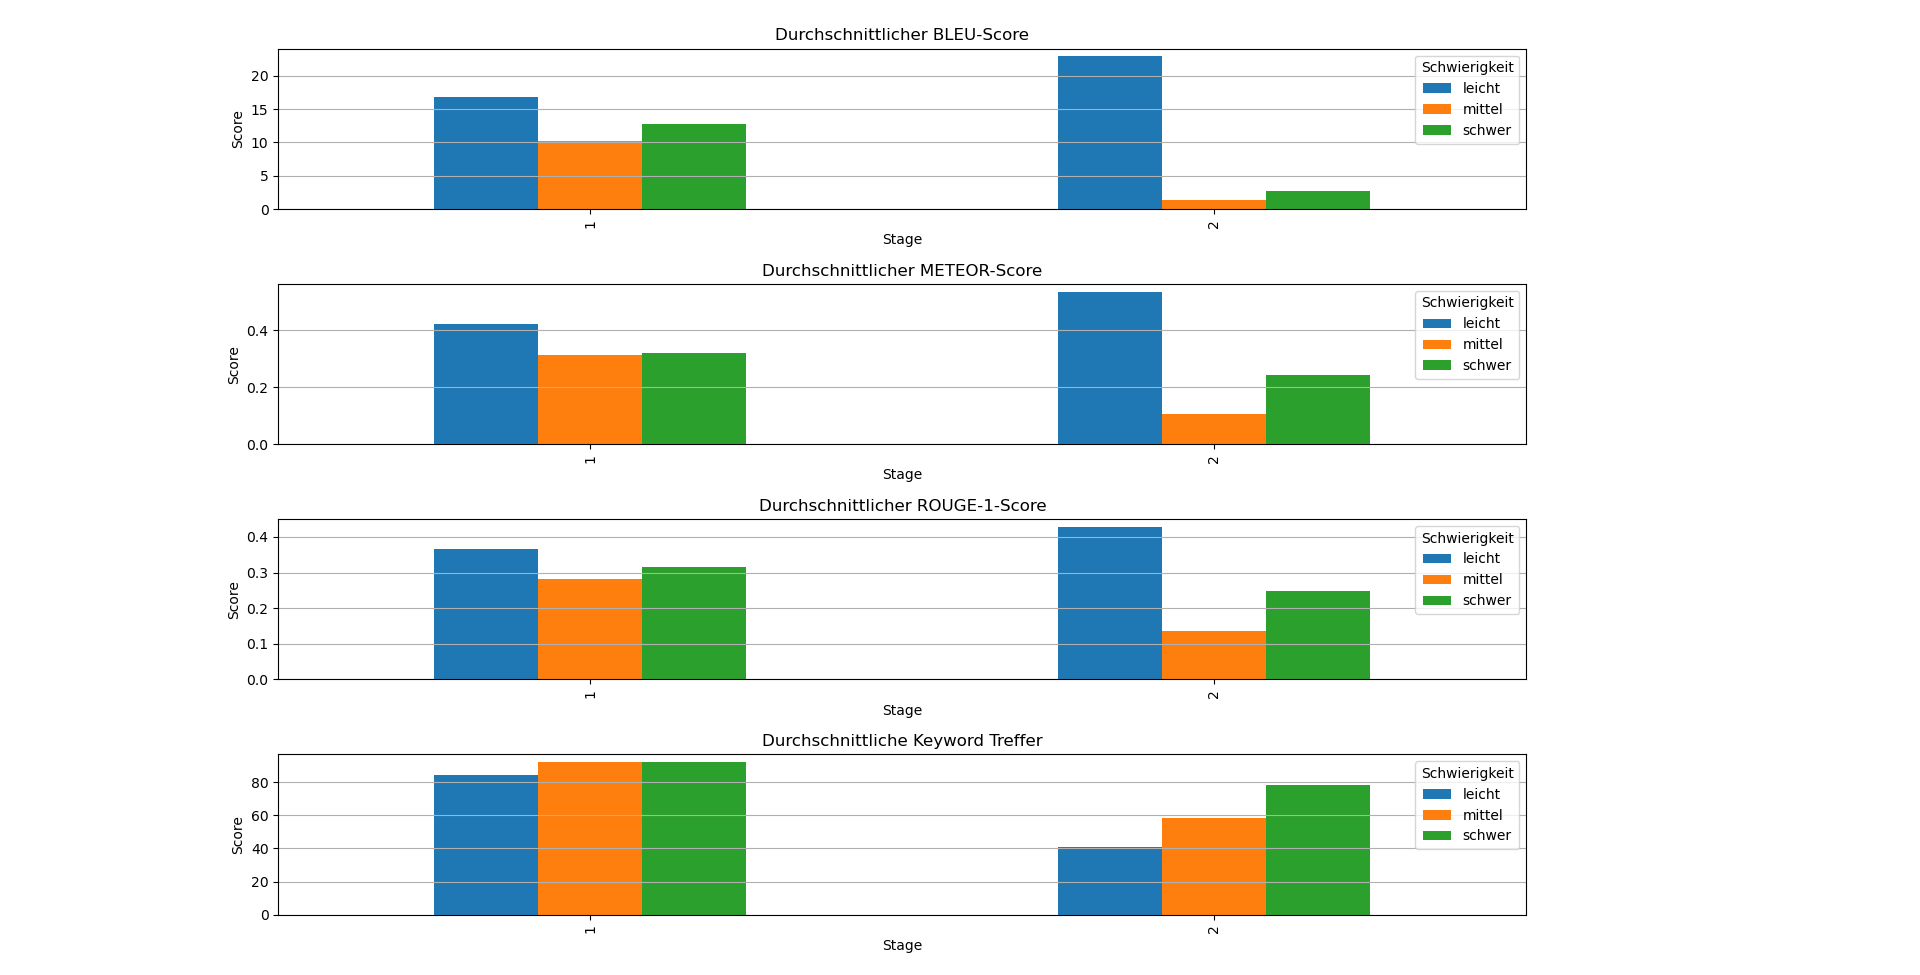 Durchschnittlicher BLEU-Score
Score
20
15
10
5
0
1
2
Stage
Schwierigkeit
leicht
mittel
schwer
Durchschnittlicher METEOR-Score
Score
0.4
0.2
0.0
1
2
Stage
Schwierigkeit
leicht
mittel
schwer
Durchschnittlicher ROUGE-1-Score
Score
0.4
0.3
0.2
0.1
0.0
1
2
Stage
Schwierigkeit
leicht
mittel
schwer
Durchschnittliche Keyword Treffer
Score
80
60
40
20
0
1
2
Stage
Schwierigkeit
leicht
mittel
schwer